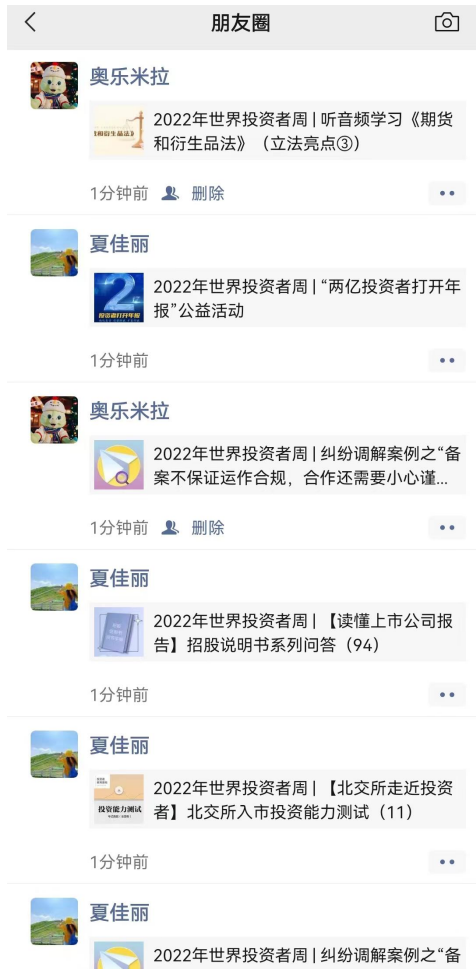 朋友圈
奥乐米拉
2022年世界投资者周 | 听音频学习《期货
和衍生品法》（立法亮点③）
1分钟前 删除
夏佳丽
2
投资者打开年报
2022年世界投资者周 | “两亿投资者打开年
报”公益活动
1分钟前
奥乐米拉
2022年世界投资者周 | 纠纷调解案例之“备
案不保证运作合规，合作还需要小心谨...
1分钟前 删除
夏佳丽
2022年世界投资者周 | 【读懂上市公司报
告】招股说明书系列问答（94）
1分钟前
夏佳丽
投资能力测试
2022年世界投资者周 | 【北交所走近投资
者】北交所入市投资能力测试（11）
1分钟前
夏佳丽
2022年世界投资者周 | 纠纷调解案例之“备